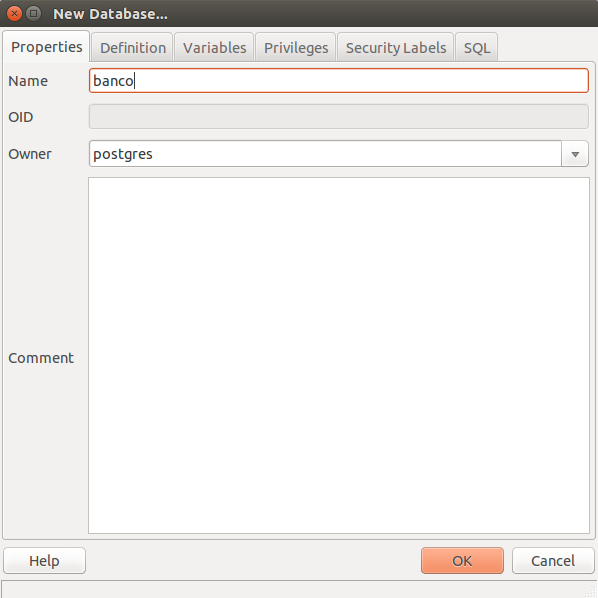 New Database...
Properties Definition Variables Privileges Security Labels SQL
Name banco
OID
Owner postgres
Comment
Help OK Cancel